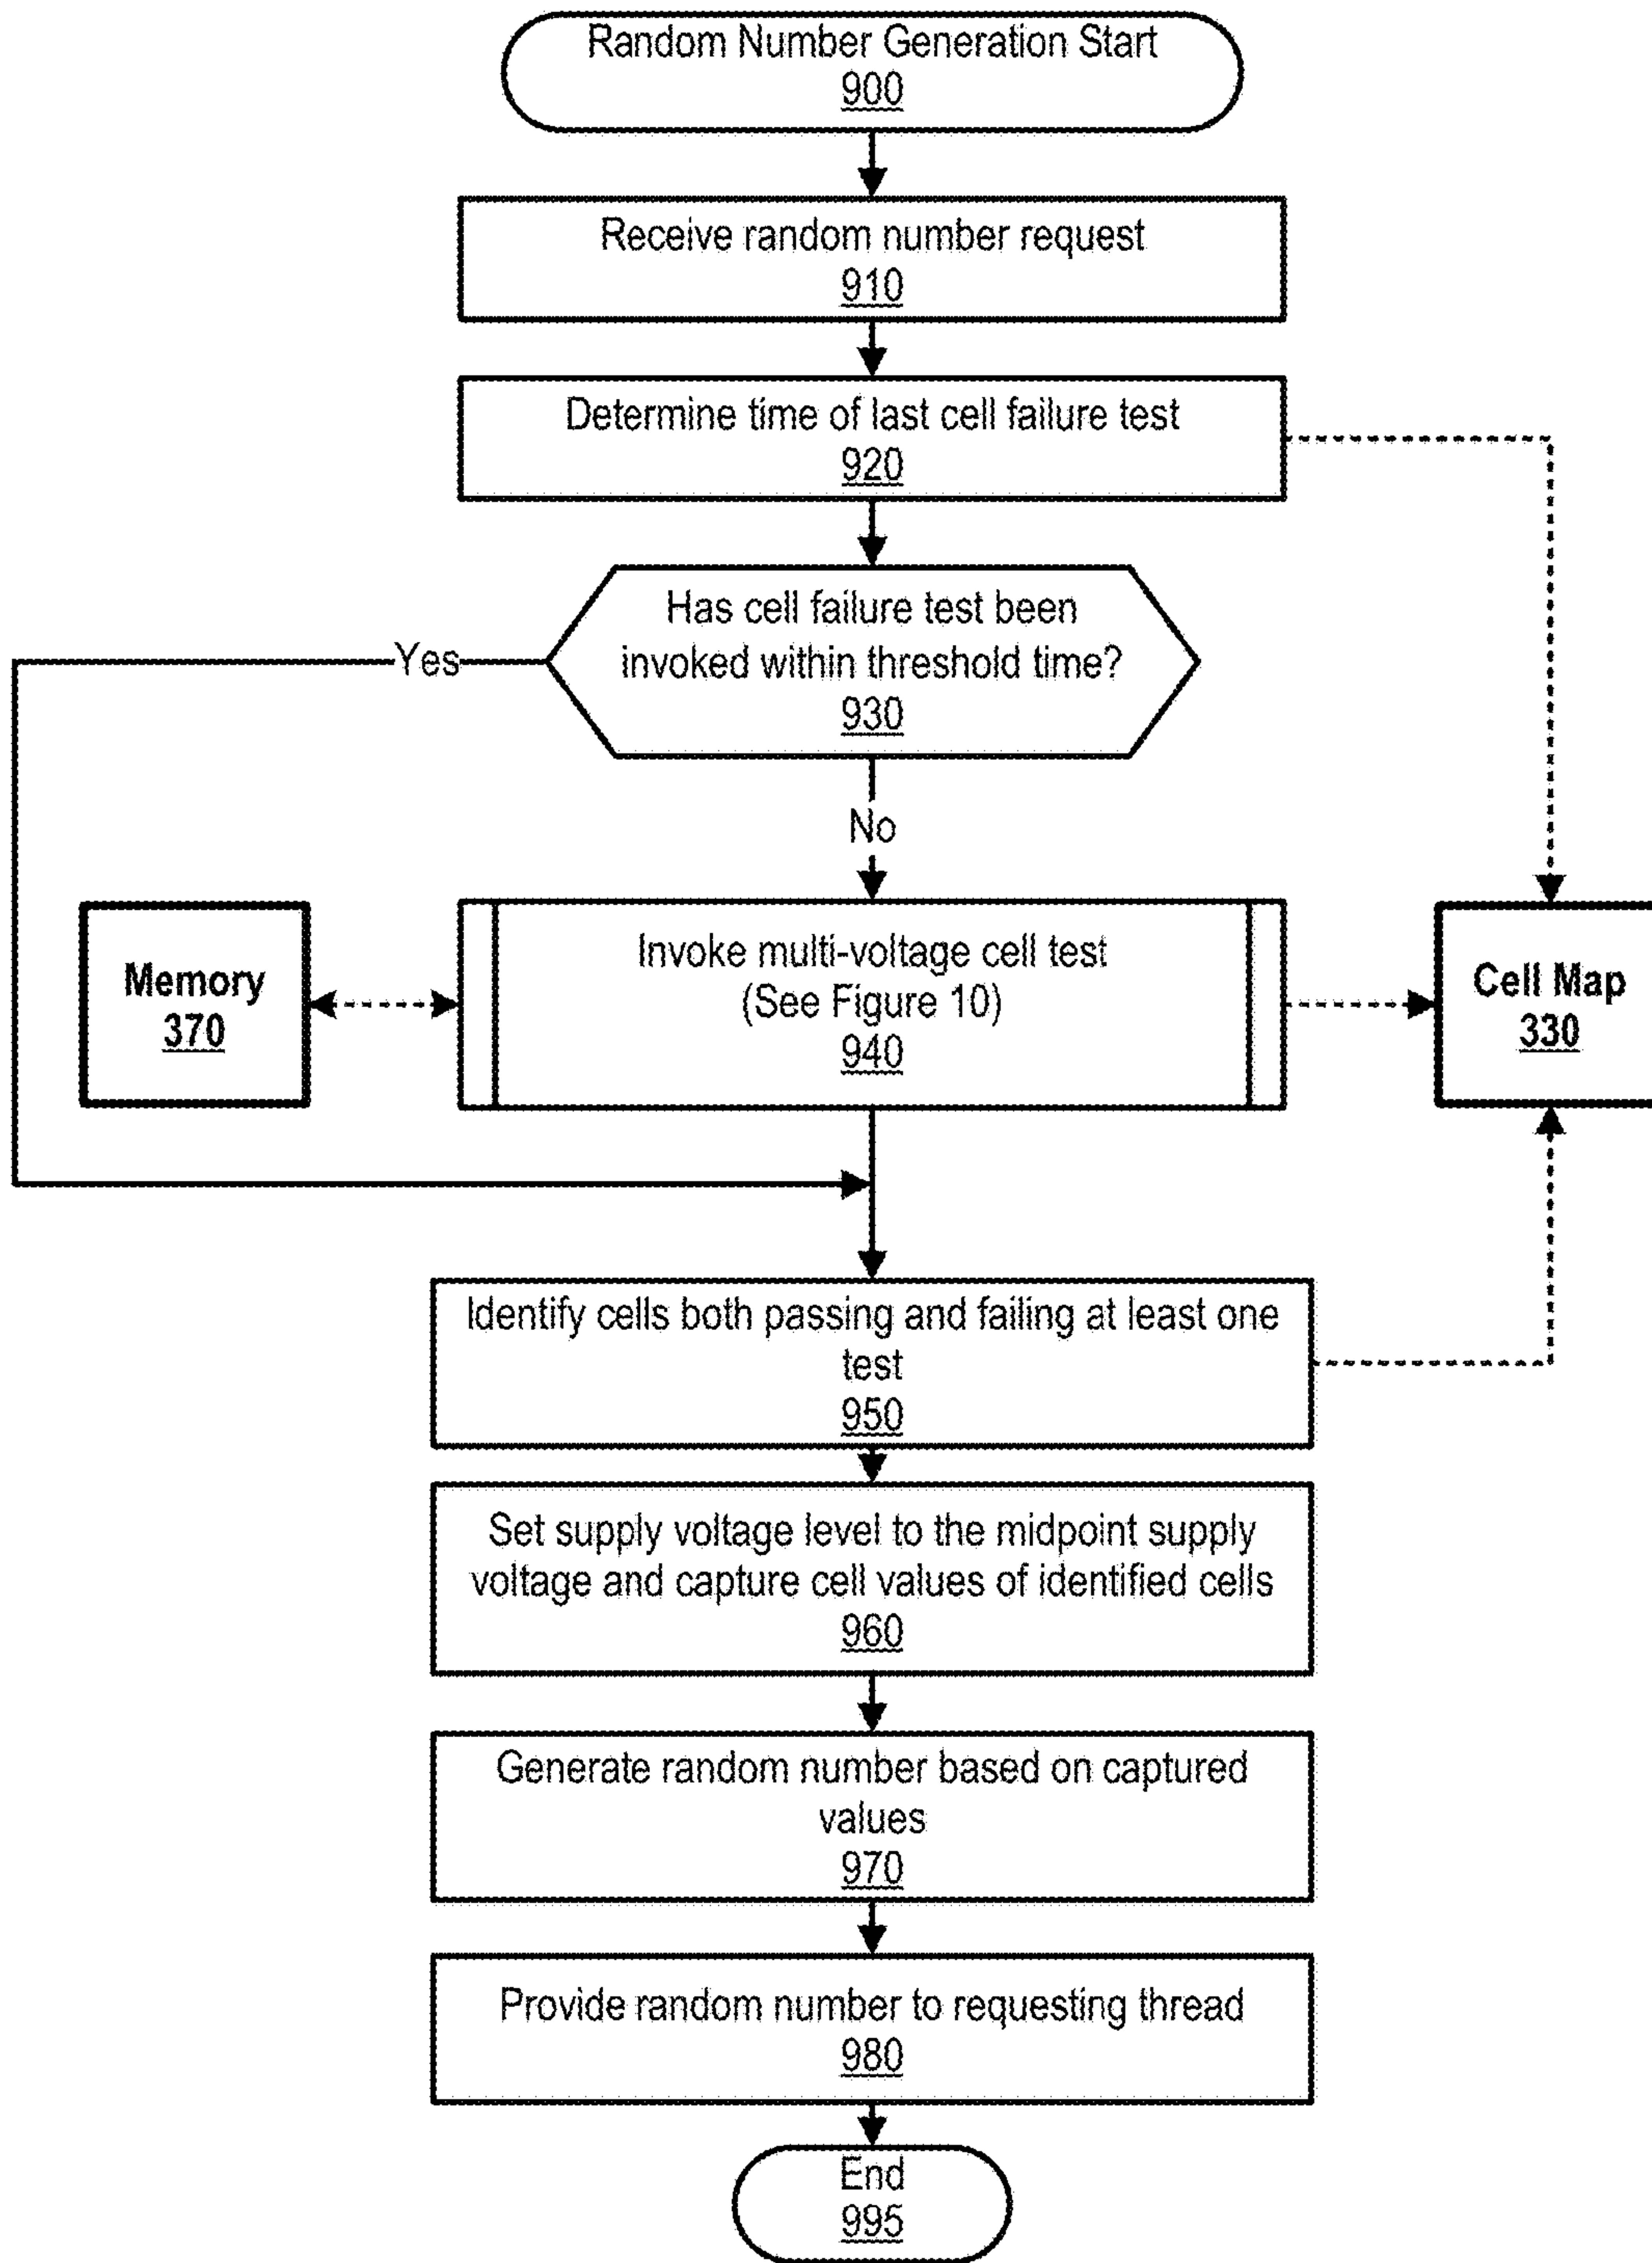 Random Number Generation Start
900
Receive random number request
910
Determine time of last cell failure test
920
Has cell failure test been
invoked within threshold time?
930
Yes
No
Memory
370
Invoke multi-voltage cell test
(See Figure 10)
940
Cell Map
330
Identify cells both passing and failing at least one
test
950
Set supply voltage level to the midpoint supply
voltage and capture cell values of identified cells
960
Generate random number based on captured
values
970
Provide random number to requesting thread
980
End
995